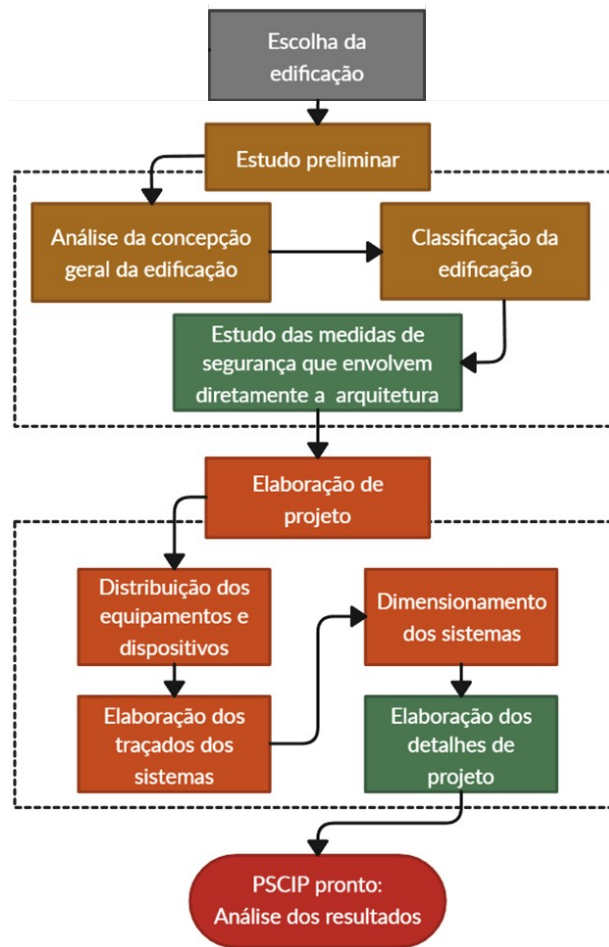 Escolha da
edificação
Estudo preliminar
Análise da concepção
geral da edificação
Classificação da
edificação
Estudo das medidas de
segurança que envolvem
diretamente a arquitetura
Elaboração de
projeto
Distribuição dos
equipamentos e
dispositivos
Elaboração dos
traçados dos
sistemas
Dimensionamento
dos sistemas
Elaboração dos
detalhes de
projeto
PSCIP pronto:
Análise dos resultados